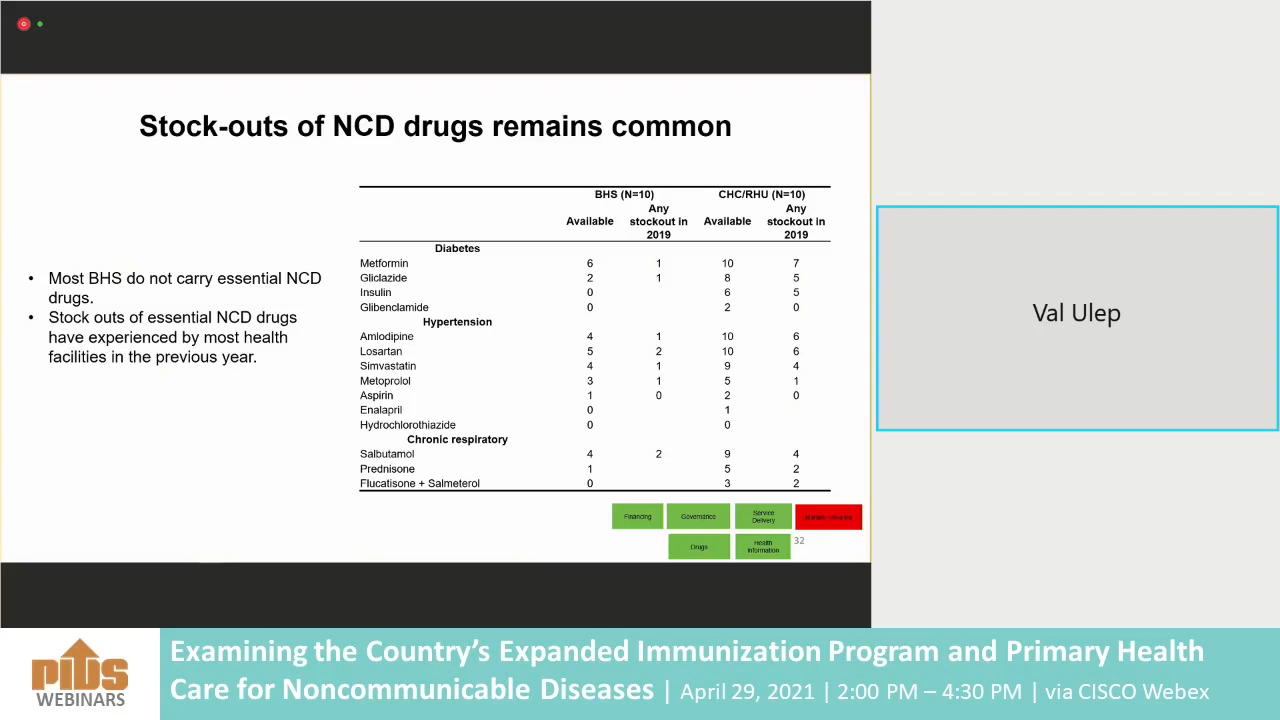 Stock-outs of NCD drugs remains common
• Most BHS do not carry essential NCD
drugs.
• Stock outs of essential NCD drugs
have experienced by most health
facilities in the previous year.
BHS (N=10) CHC/RHU (N=10)
Available Any stockout in 2019 Available Any stockout in 2019
Diabetes
Metformin 6 1 10 7
Gliclazide 2 1 8 5
Insulin 0 6 5
Glibenclamide 0 2 0
Hypertension
Amlodipine 4 1 10 6
Losartan 5 2 10 6
Simvastatin 4 1 9 4
Metoprolol 3 1 5 1
Aspirin 1 0 2 0
Enalapril 0 1
Hydrochlorothiazide 0 0
Chronic respiratory
Salbutamol 4 2 9 4
Prednisone 1 5 2
Flucatisone + Salmeterol 0 3 2
Financing Governance Service Delivery
Drugs Health Information
32
Val Ulep
PIDS
WEBINARS
Examining the Country's Expanded Immunization Program and Primary Health
Care for Noncommunicable Diseases | April 29, 2021 | 2:00 PM – 4:30 PM | via CISCO Webex